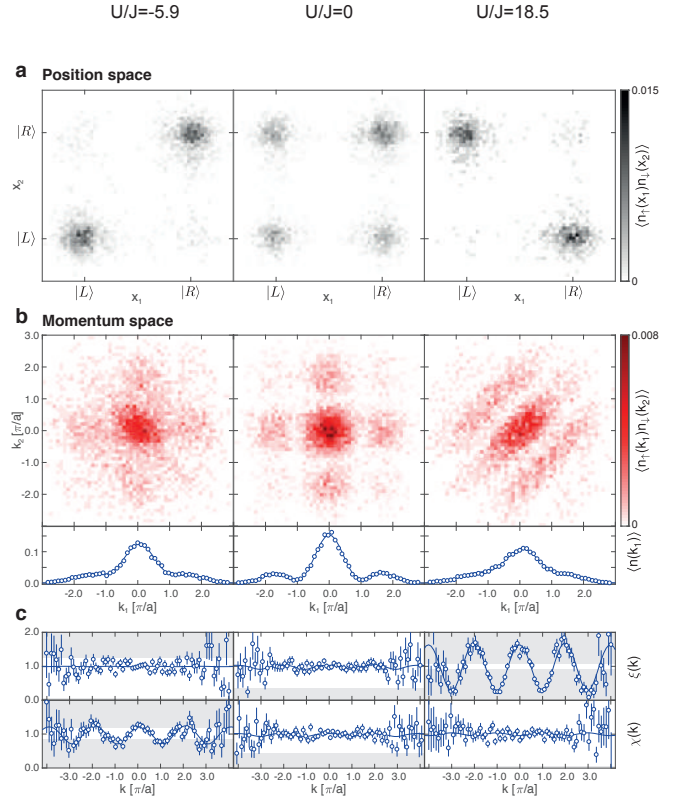 U/J=-5.9 U/J=0 U/J=18.5
a Position space
|R⟩
x₂
|L⟩
|L⟩ x₁ |R⟩ |L⟩ x₁ |R⟩ |L⟩ x₁ |R⟩
0.015
⟨n↑(x₁)n↓(x₂)⟩
0
b Momentum space
3.0
2.0
1.0
0.0
-1.0
-2.0
k₂ [π/a]
0.008
⟨n↑(k₁)n↓(k₂)⟩
0
0.1
0.0
⟨n(k₁)⟩
-2.0 -1.0 0.0 1.0 2.0 -2.0 -1.0 0.0 1.0 2.0 -2.0 -1.0 0.0 1.0 2.0
k₁ [π/a] k₁ [π/a] k₁ [π/a]
c
2.0
1.0
0.0
ξ(k)
1.0
0.0
χ(k)
-3.0 -2.0 -1.0 0.0 1.0 2.0 3.0 -3.0 -2.0 -1.0 0.0 1.0 2.0 3.0 -3.0 -2.0 -1.0 0.0 1.0 2.0 3.0
k [π/a] k [π/a] k [π/a]